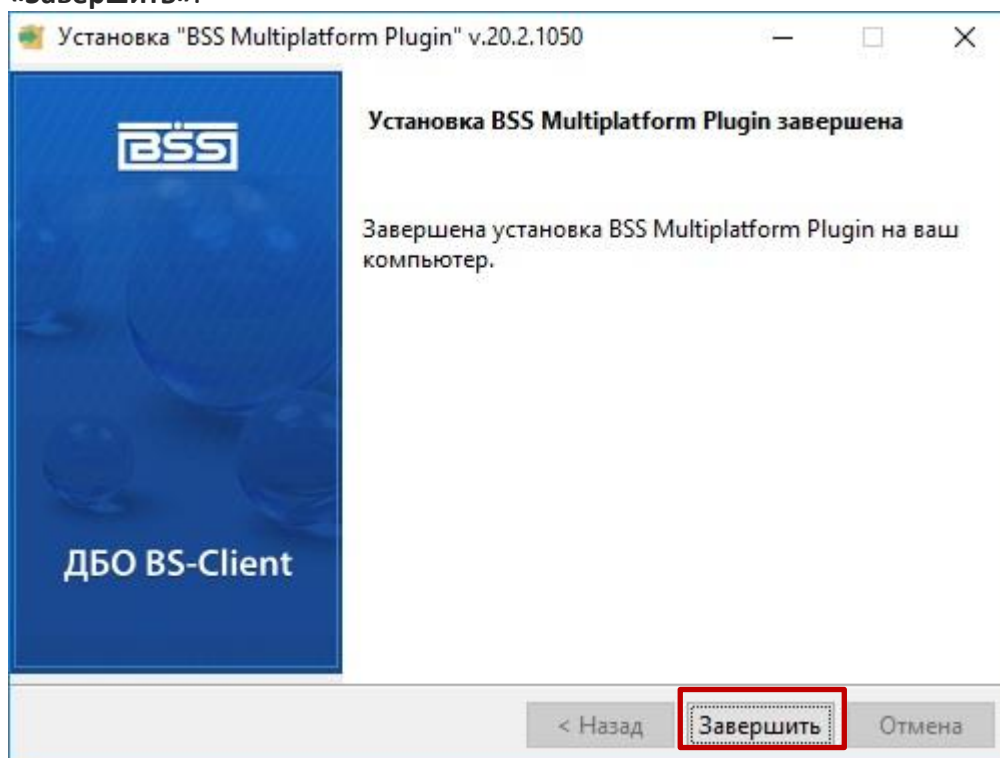 «Завершить».
Установка "BSS Multiplatform Plugin" v.20.2.1050
BSS
Установка BSS Multiplatform Plugin завершена
Завершена установка BSS Multiplatform Plugin на ваш
компьютер.
ДБО BS-Client
< Назад Завершить Отмена